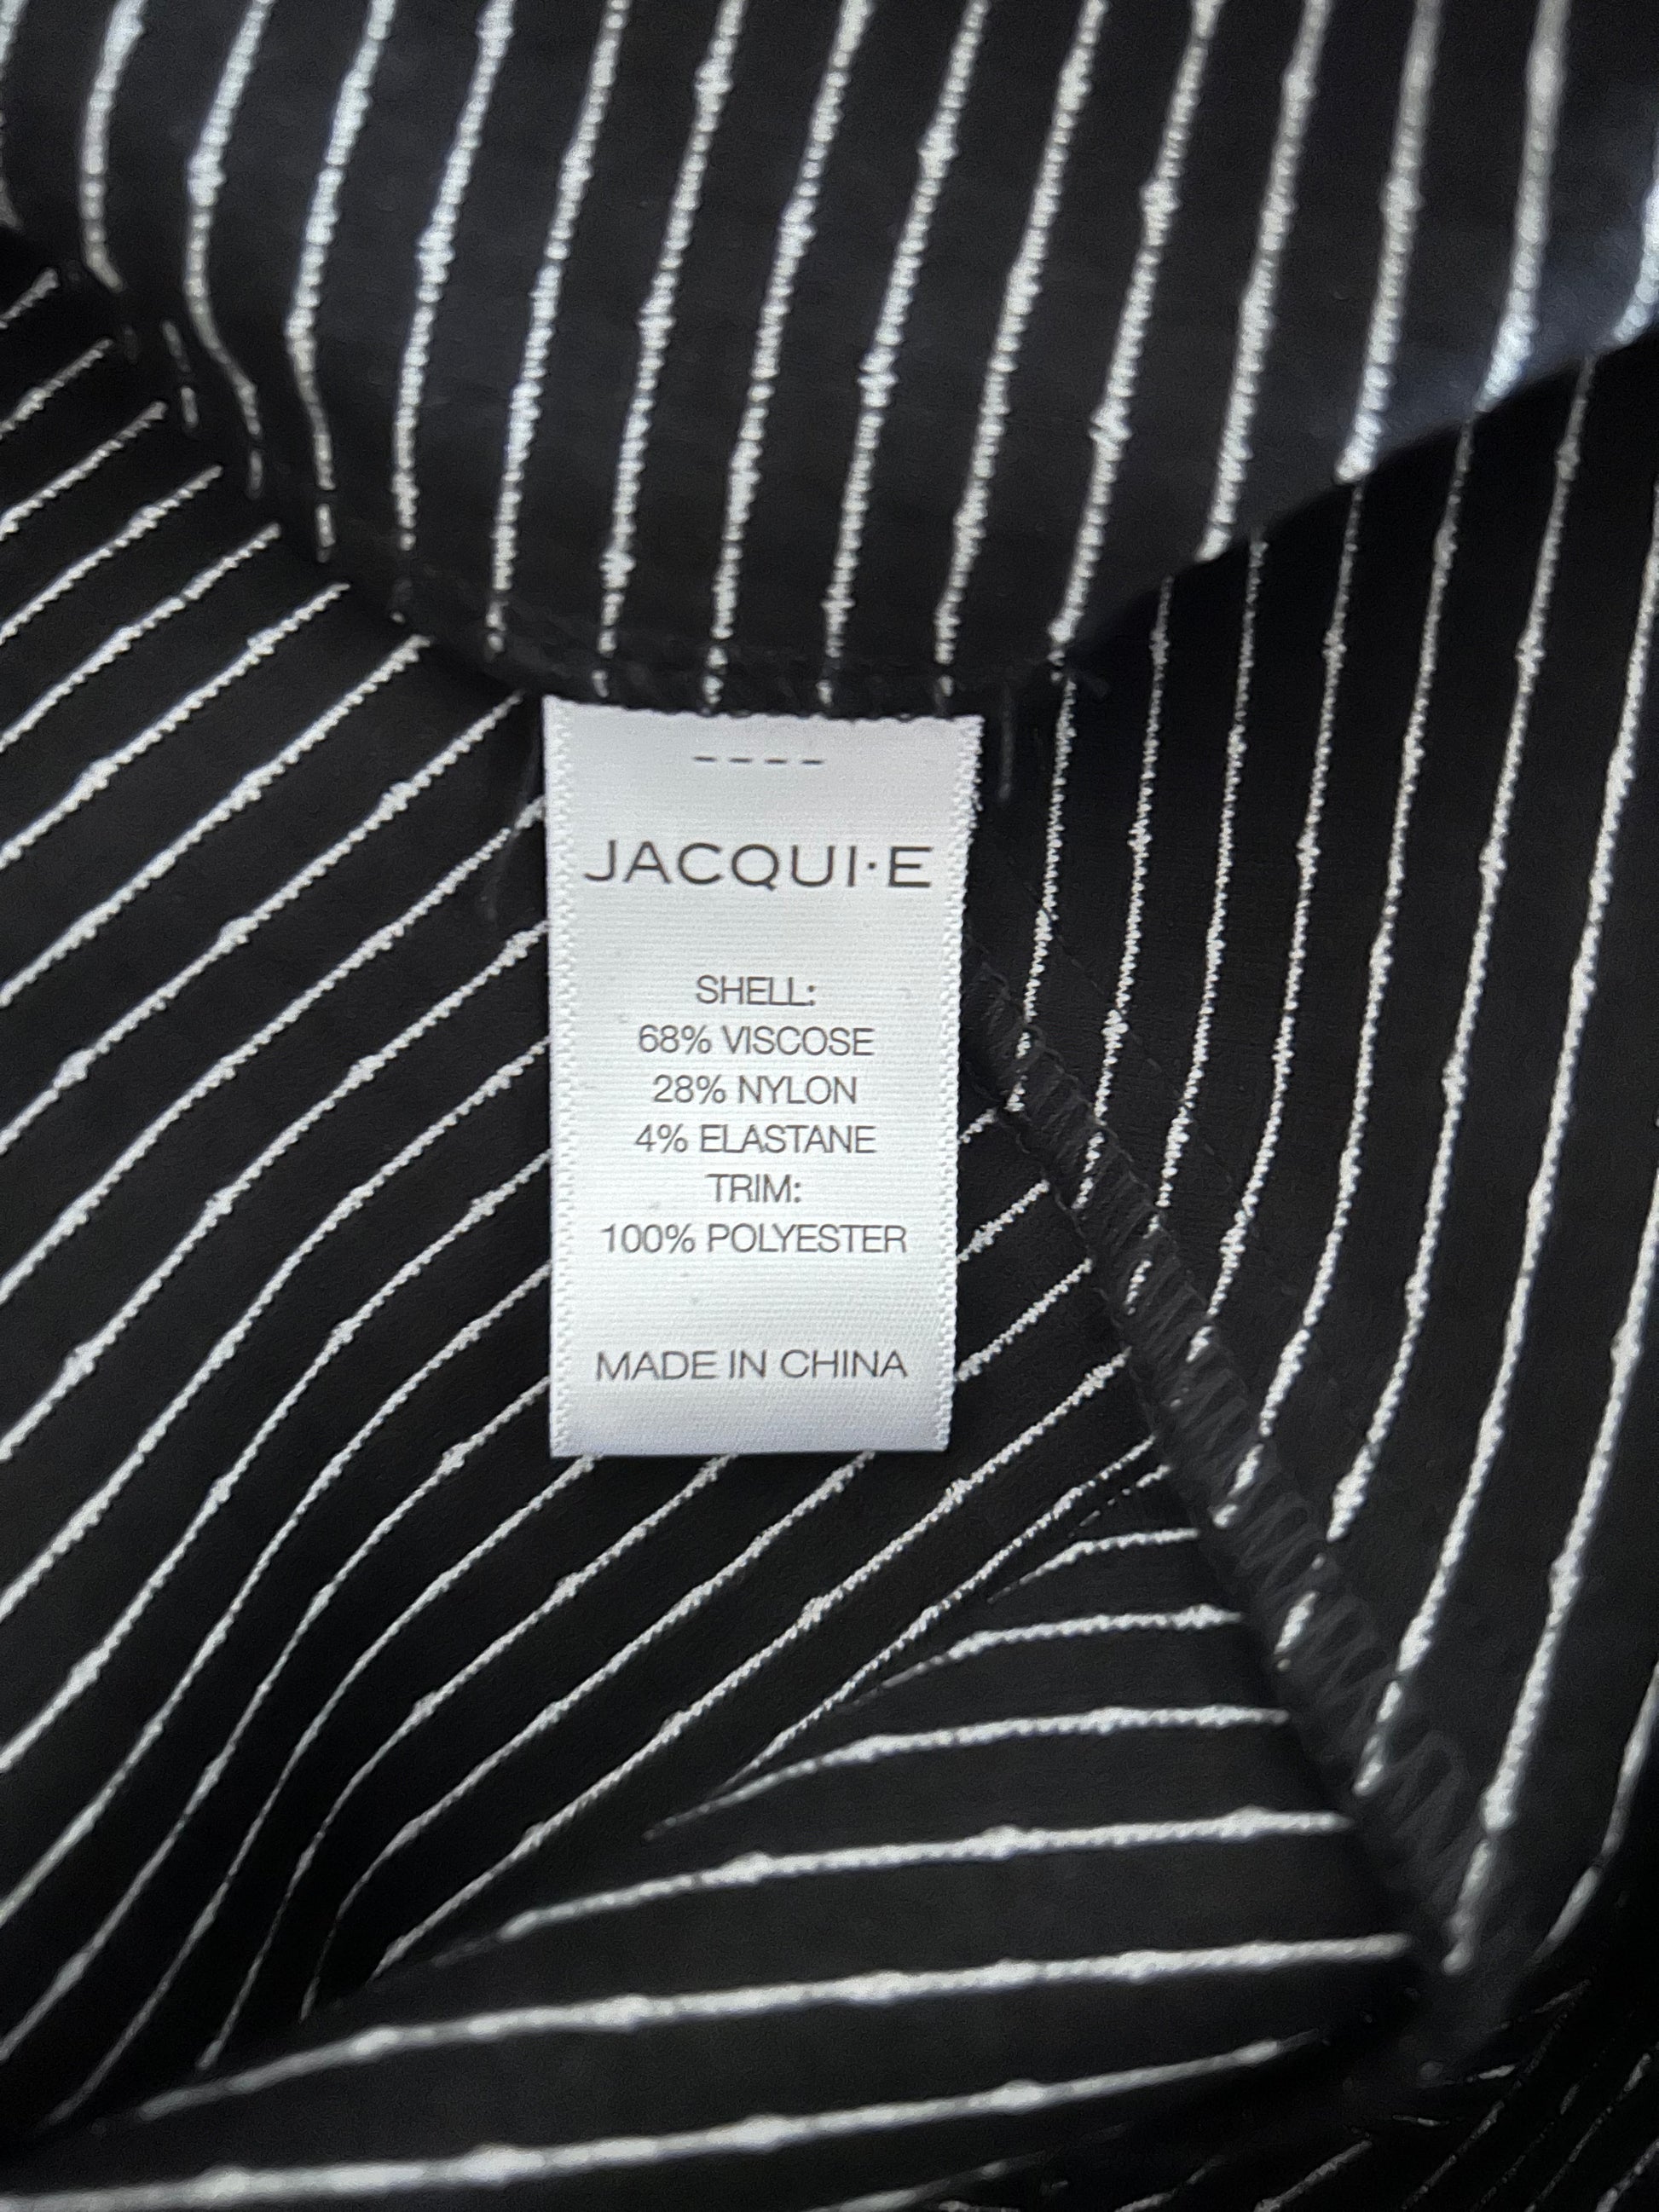 ----
JACQUI·E
SHELL:
68% VISCOSE
28% NYLON
4% ELASTANE
TRIM:
100% POLYESTER
MADE IN CHINA